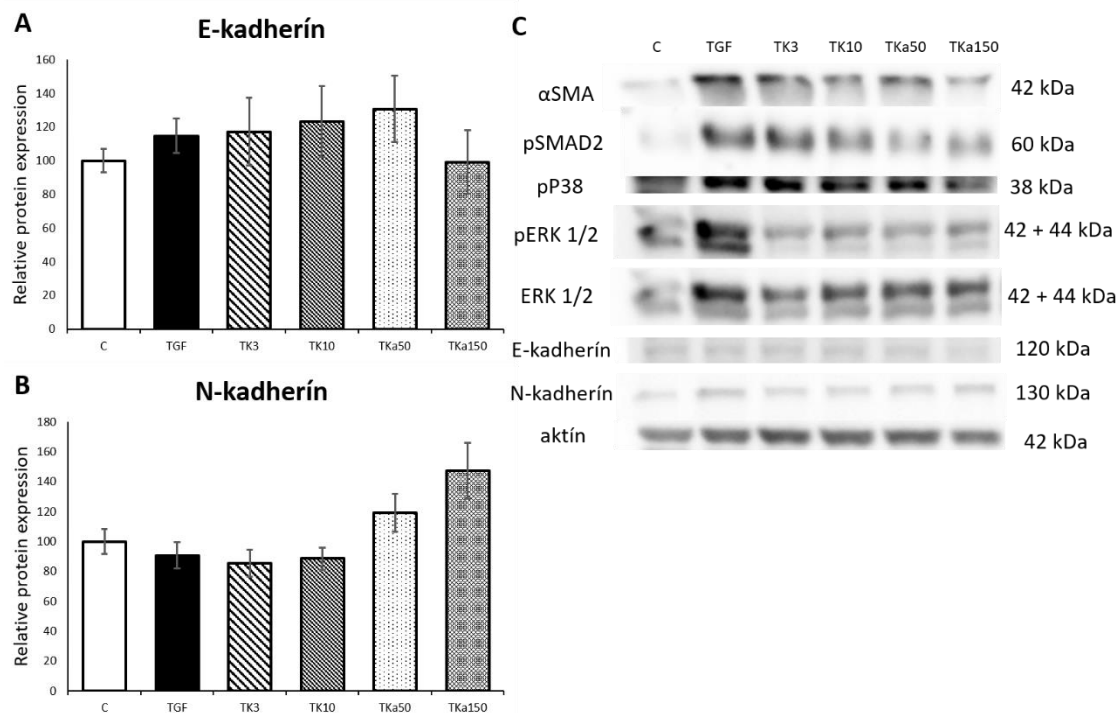 A
E-kadherín
Relative protein expression
160
140
120
100
80
60
40
20
0
C TGF TK3 TK10 TKa50 TKa150
B
N-kadherín
Relative protein expression
180
160
140
120
100
80
60
40
20
0
C TGF TK3 TK10 TKa50 TKa150
C
C TGF TK3 TK10 TKa50 TKa150
αSMA 42 kDa
pSMAD2 60 kDa
pP38 38 kDa
pERK 1/2 42 + 44 kDa
ERK 1/2 42 + 44 kDa
E-kadherín 120 kDa
N-kadherín 130 kDa
aktín 42 kDa